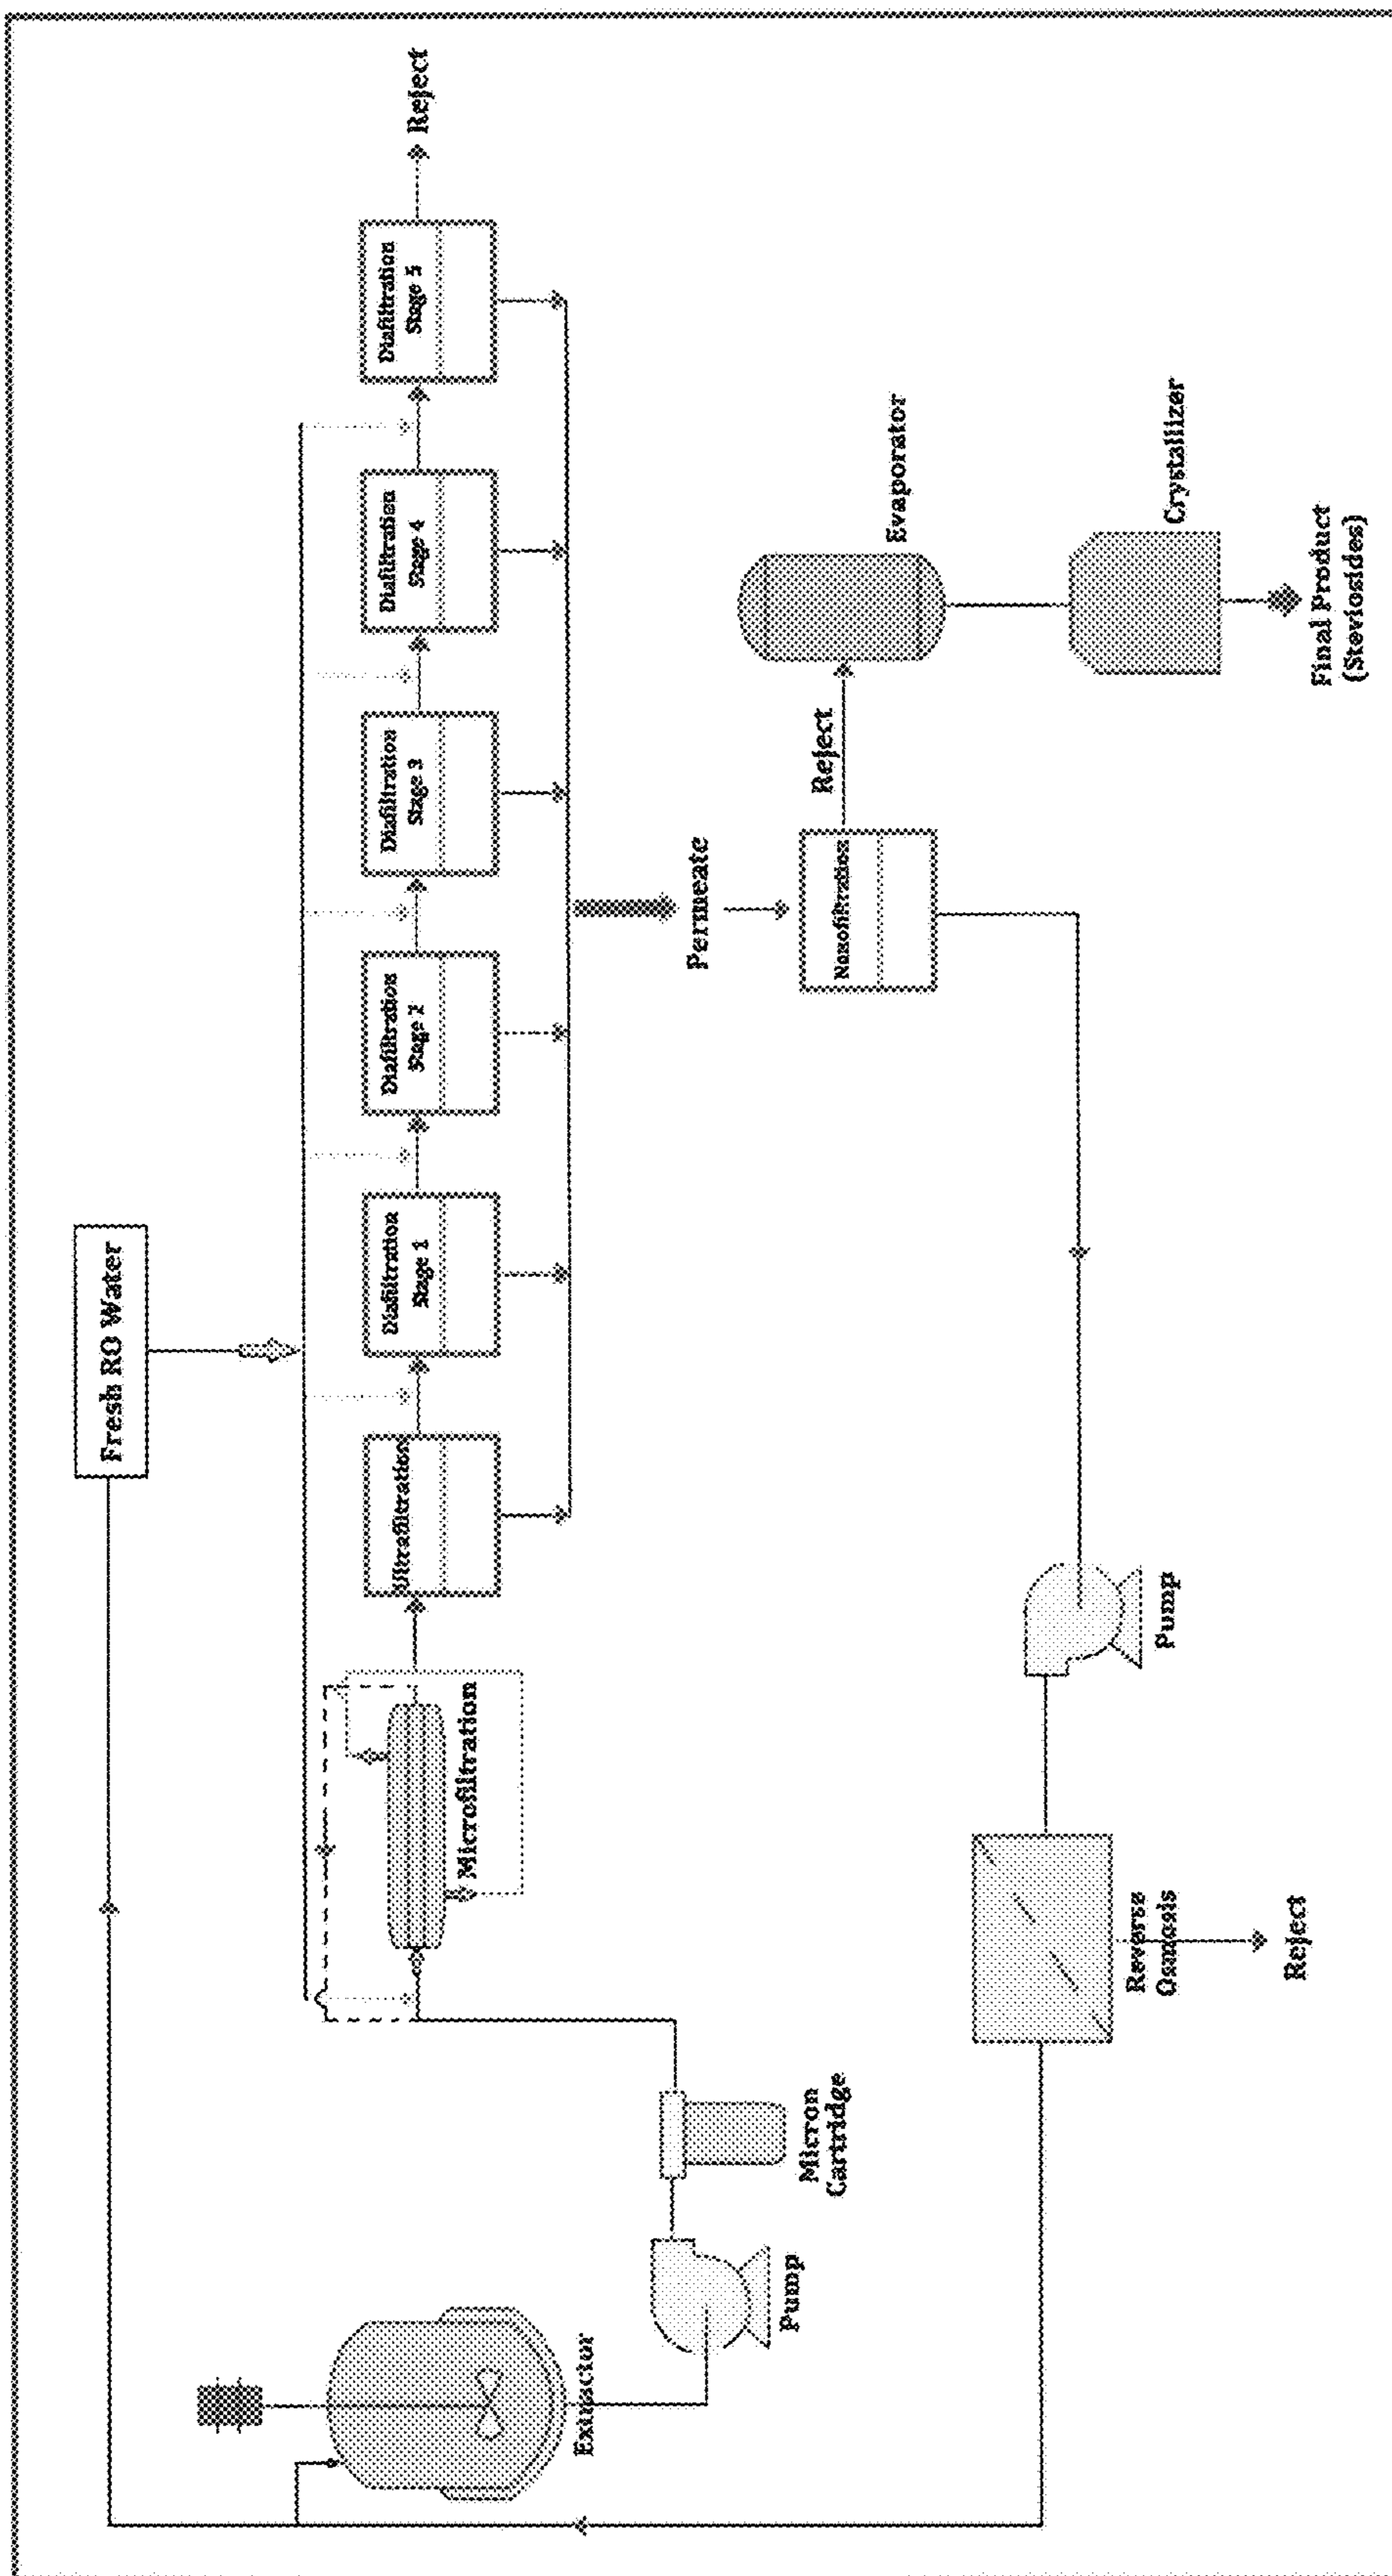 Fresh RO Water
Reject
Diafiltration
Stage 5
Diafiltration
Stage 4
Diafiltration
Stage 3
Diafiltration
Stage 2
Diafiltration
Stage 1
Ultrafiltration
Microfiltration
Extractor
Pump
Micron
Cartridge
Permeate
Nanofiltration
Reject
Evaporator
Crystallizer
Final Product
(Steviosides)
Pump
Reverse
Osmosis
Reject